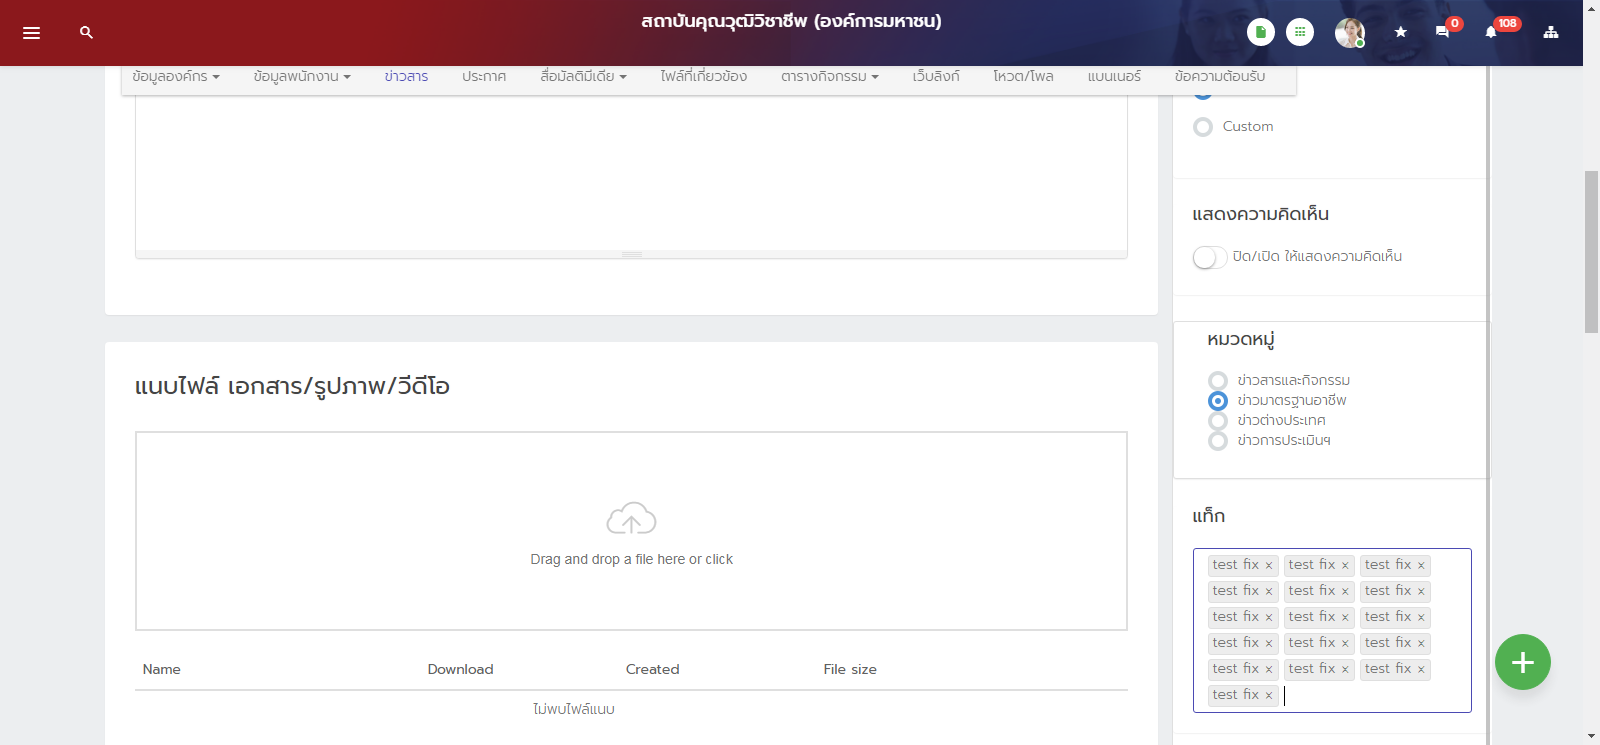 สถาบันคุณวุฒิวิชาชีพ (องค์การมหาชน)
0
108
ข้อมูลองค์กร ข้อมูลพนักงาน ข่าวสาร ประกาศ สื่อมัลติมีเดีย ไฟล์ที่เกี่ยวข้อง ตารางกิจกรรม เว็บลิงก์ โหวต/โพล แบนเนอร์ ข้อความต้อนรับ
Custom
แสดงความคิดเห็น
ปิด/เปิด ให้แสดงความคิดเห็น
หมวดหมู่
ข่าวสารและกิจกรรม
ข่าวมาตรฐานอาชีพ
ข่าวต่างประเทศ
ข่าวการประเมินฯ
แท็ก
test fix × test fix × test fix ×
test fix × test fix × test fix ×
test fix × test fix × test fix ×
test fix × test fix × test fix ×
test fix × test fix × test fix ×
test fix ×
แนบไฟล์ เอกสาร/รูปภาพ/วีดีโอ
Drag and drop a file here or click
Name Download Created File size
ไม่พบไฟล์แนบ